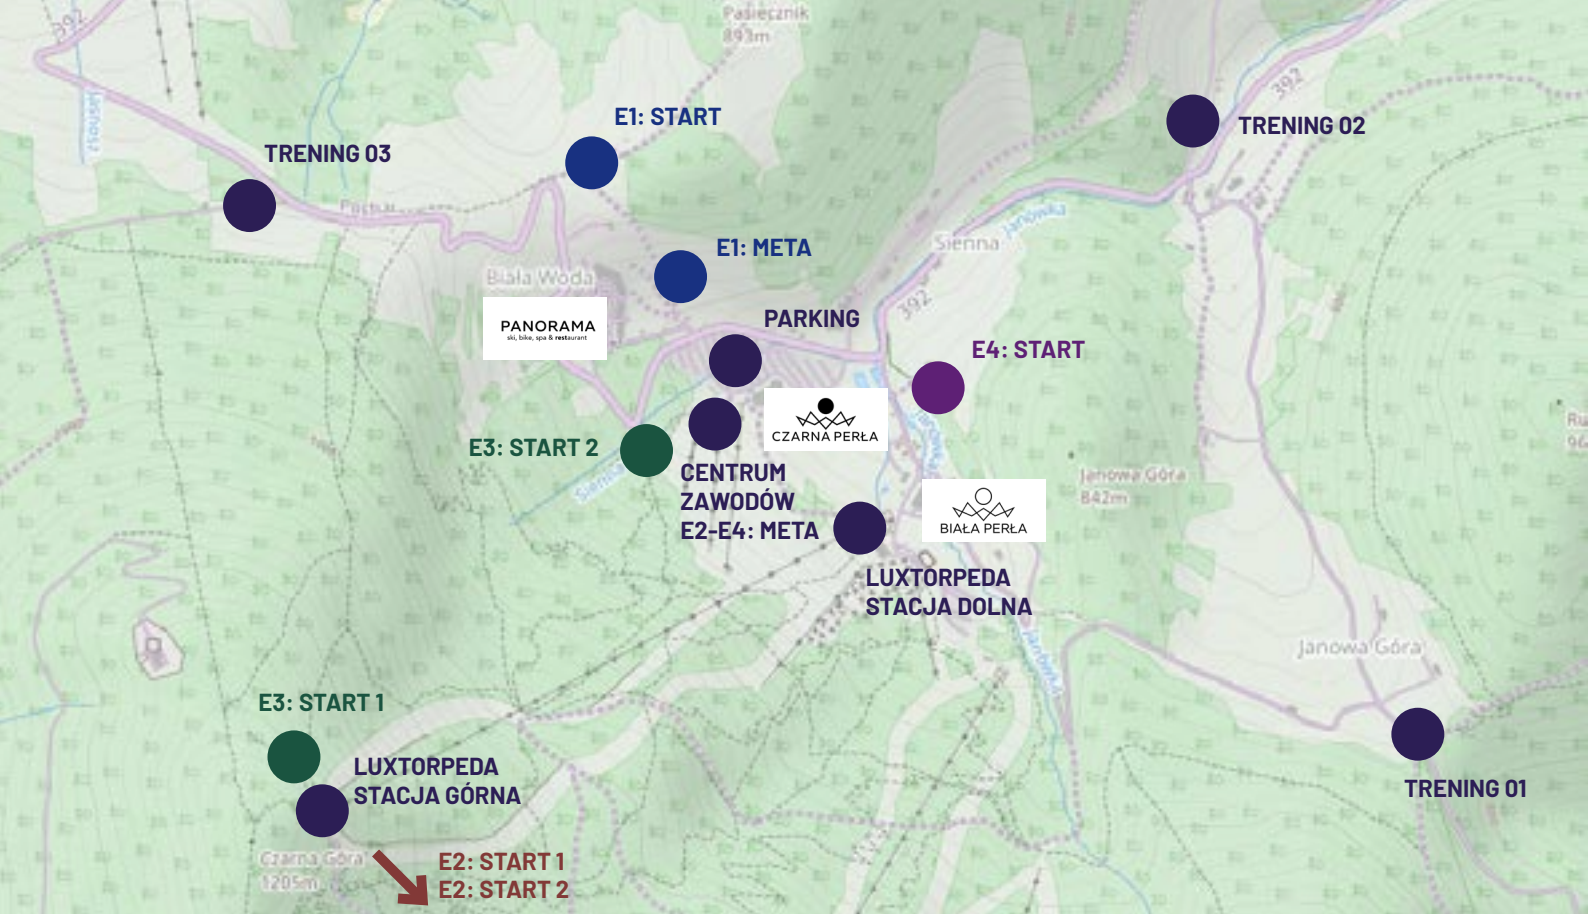 392
Pasiecznik
893m
E1: START
TRENING 02
392
TRENING 03
Puchacz
Janówka
E1: META
Sienna
Biała Woda
392
PARKING
PANORAMA
ski, bike, spa & restaurant
E4: START
CZARNA PERŁA
E3: START 2
CENTRUM
ZAWODÓW
E2-E4: META
Janowa Góra
842m
BIAŁA PERŁA
LUXTORPEDA
STACJA DOLNA
Janówka
Janowa Góra
E3: START 1
LUXTORPEDA
STACJA GÓRNA
TRENING 01
Czarna Góra
1205m
E2: START 1
E2: START 2